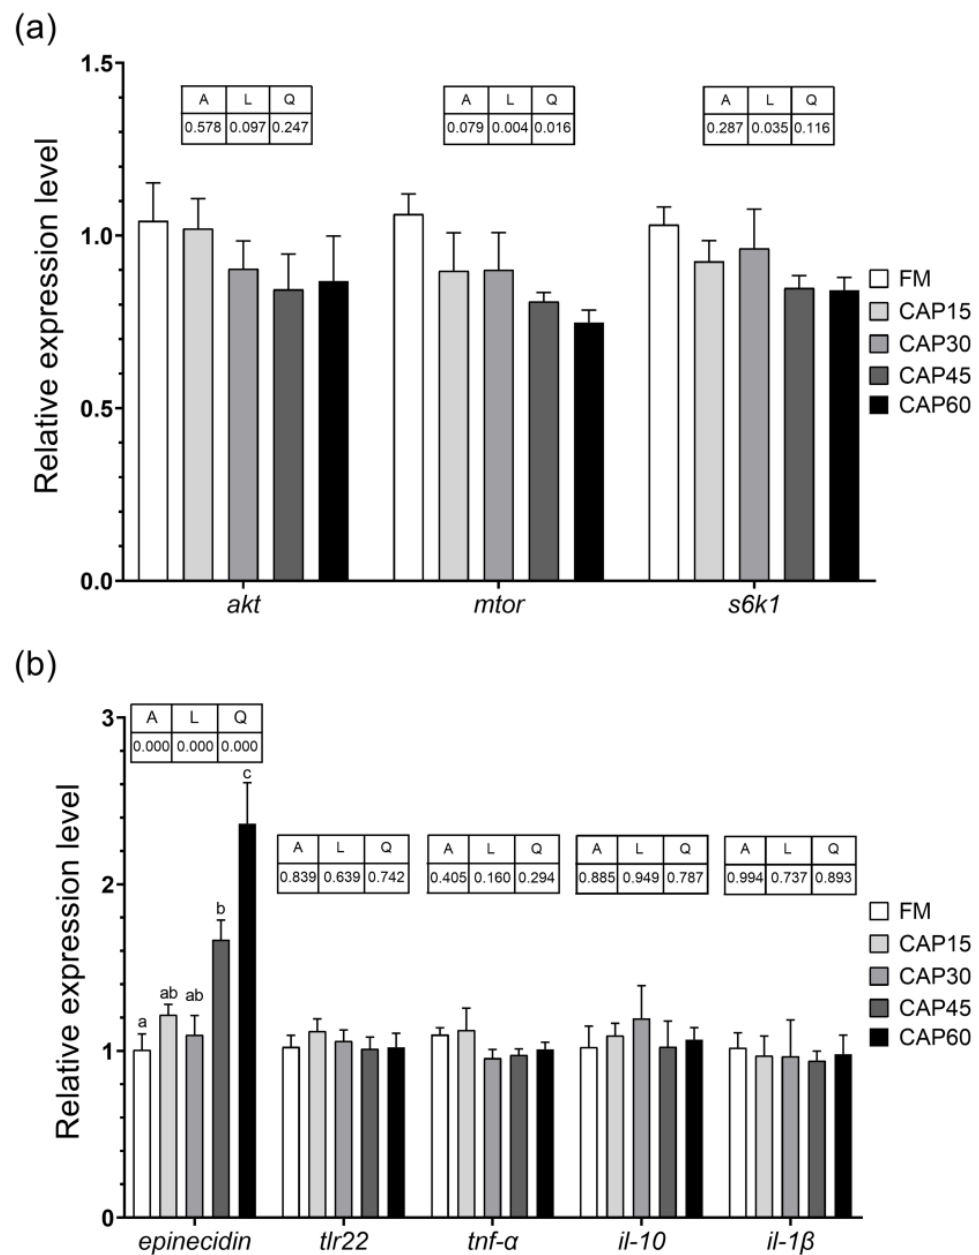 (a)
Relative expression level
1.5
1.0
0.5
0.0
A L Q
0.578 0.097 0.247
A L Q
0.079 0.004 0.016
A L Q
0.287 0.035 0.116
FM
CAP15
CAP30
CAP45
CAP60
akt mtor s6k1
(b)
Relative expression level
3
2
1
0
A L Q
0.000 0.000 0.000
a ab ab b c
A L Q
0.839 0.639 0.742
A L Q
0.405 0.160 0.294
A L Q
0.885 0.949 0.787
A L Q
0.994 0.737 0.893
FM
CAP15
CAP30
CAP45
CAP60
epinecidin tlr22 tnf-α il-10 il-1β